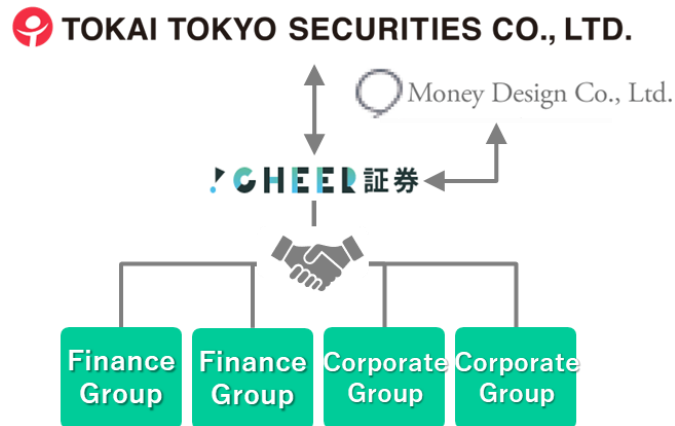 TOKAI TOKYO SECURITIES CO., LTD.
Money Design Co., Ltd.
CHEER証券
Finance
Group
Finance
Group
Corporate
Group
Corporate
Group